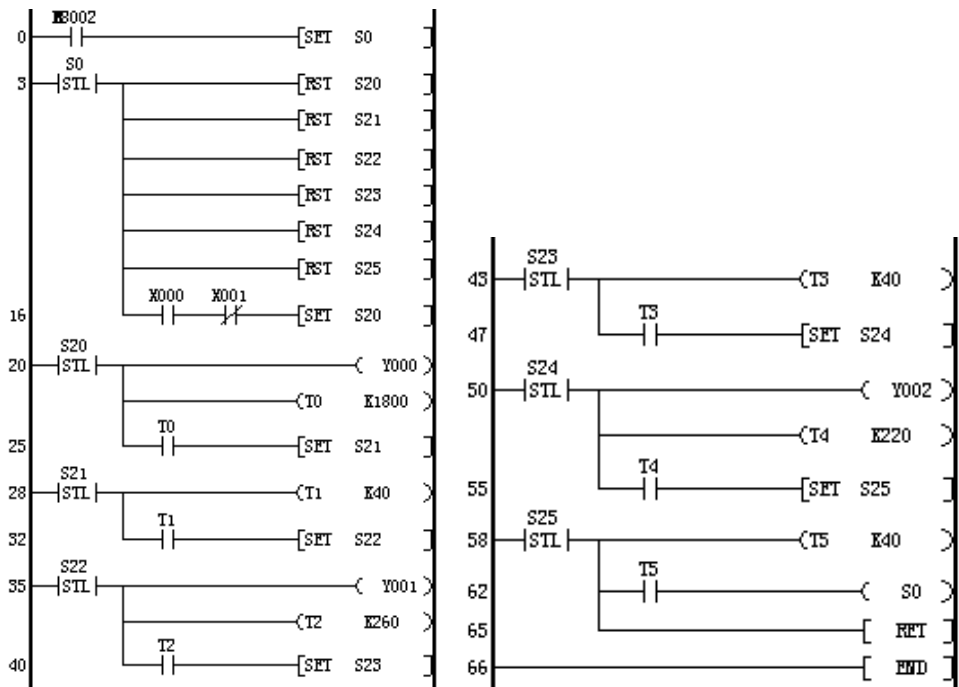 M8002
0 SET S0
S0
3 STL RST S20
RST S21
RST S22
RST S23
RST S24
RST S25
X000 X001
16 SET S20
S20
20 STL Y000
T0 K1800
T0
25 SET S21
S21
28 STL T1 K40
T1
32 SET S22
S22
35 STL Y001
T2 K260
T2
40 SET S23
S23
43 STL T3 K40
T3
47 SET S24
S24
50 STL Y002
T4 K220
T4
55 SET S25
S25
58 STL T5 K40
T5
62 S0
65 RET
66 END